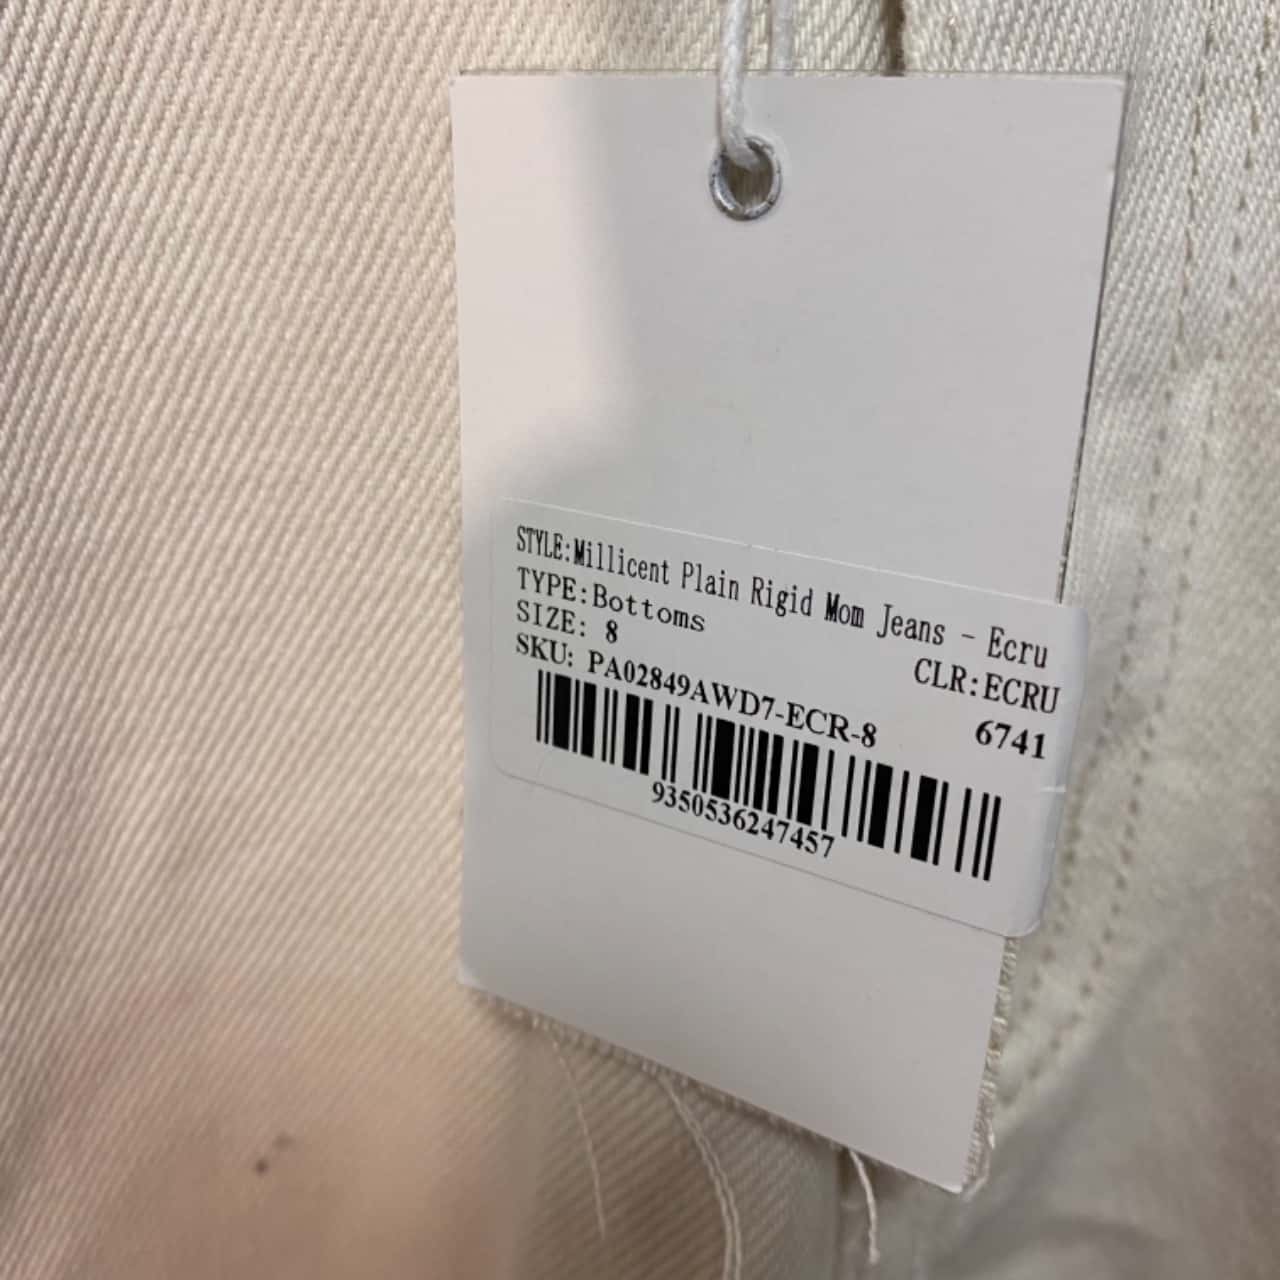 STYLE:Millicent Plain Rigid Mom Jeans - Ecru
TYPE:Bottoms
CLR:ECRU
SIZE: 8
6741
SKU: PA02849AWD7-ECR-8
9350536247457